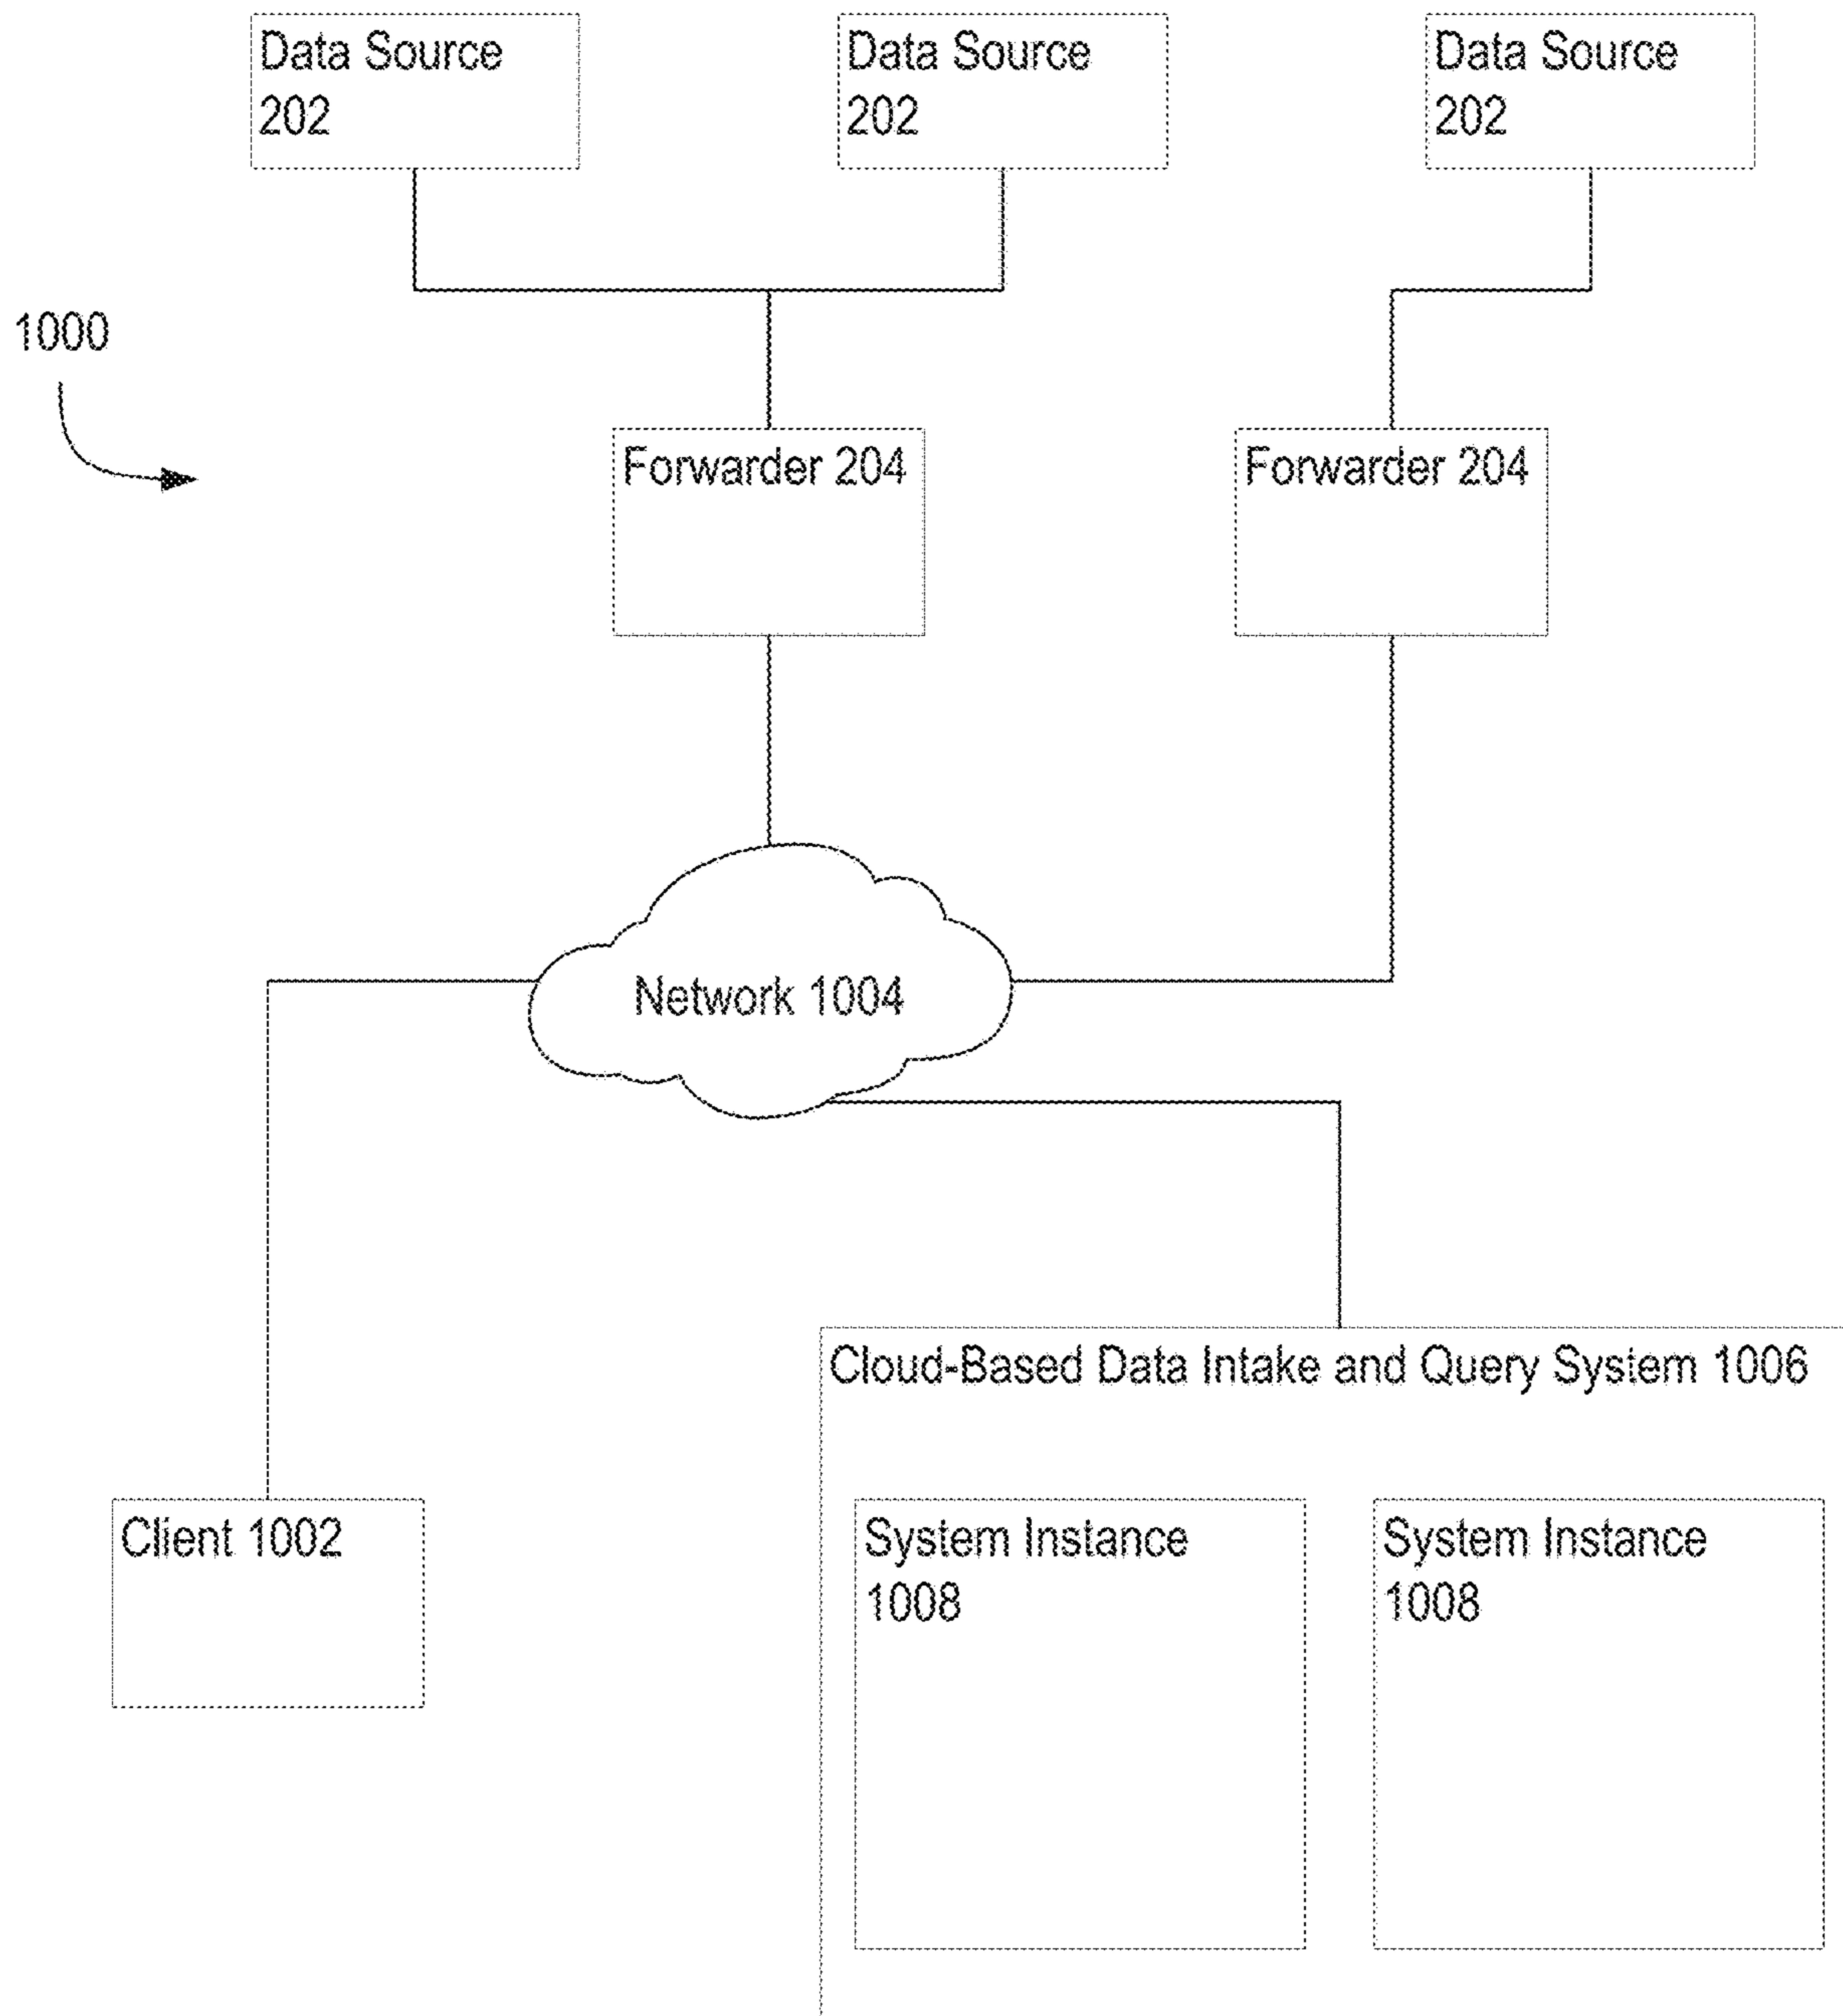 Data Source
202
Data Source
202
Data Source
202
1000
Forwarder 204
Forwarder 204
Network 1004
Cloud-Based Data Intake and Query System 1006
Client 1002
System Instance
1008
System Instance
1008